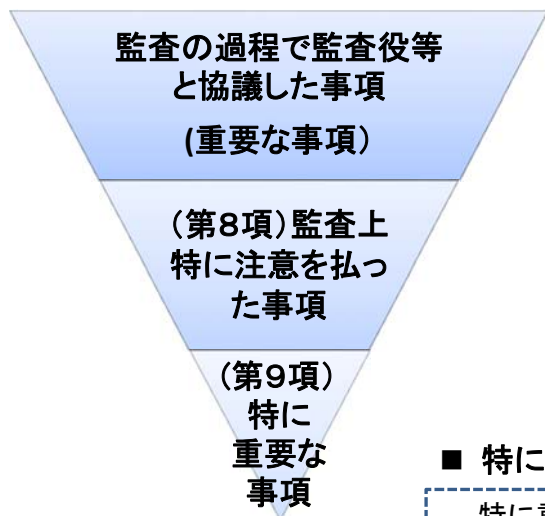 監査の過程で監査役等
と協議した事項
(重要な事項）
（第８項）監査上
特に注意を払っ
た事項
（第９項）
特に
重要な
事項
■ 特に